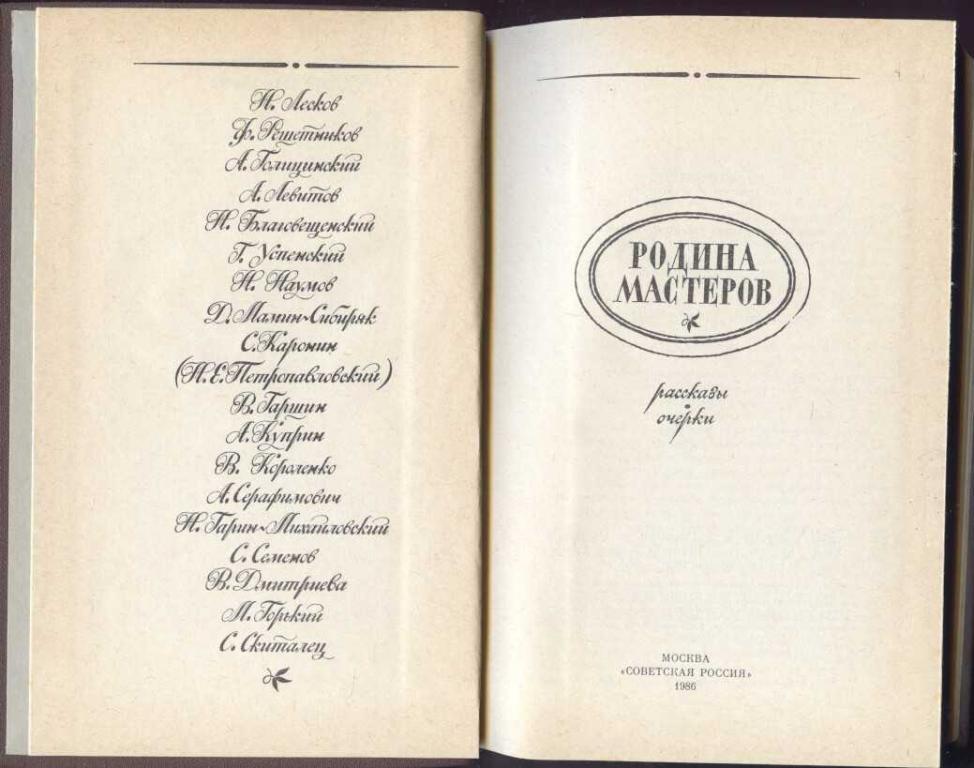 Н. Лесков
Ф. Решетников
А. Голицинский
А. Левитов
Н. Благовещенский
Г. Успенский
Н. Наумов
Д. Мамин-Сибиряк
С. Каронин
(Н. Е. Петропавловский)
В. Гаршин
А. Куприн
В. Короленко
А. Серафимович
Н. Гарин-Михайловский
С. Семенов
В. Дмитриева
М. Горький
С. Скиталец
РОДИНА
МАСТЕРОВ
рассказы
очерки
МОСКВА
«СОВЕТСКАЯ РОССИЯ»
1986